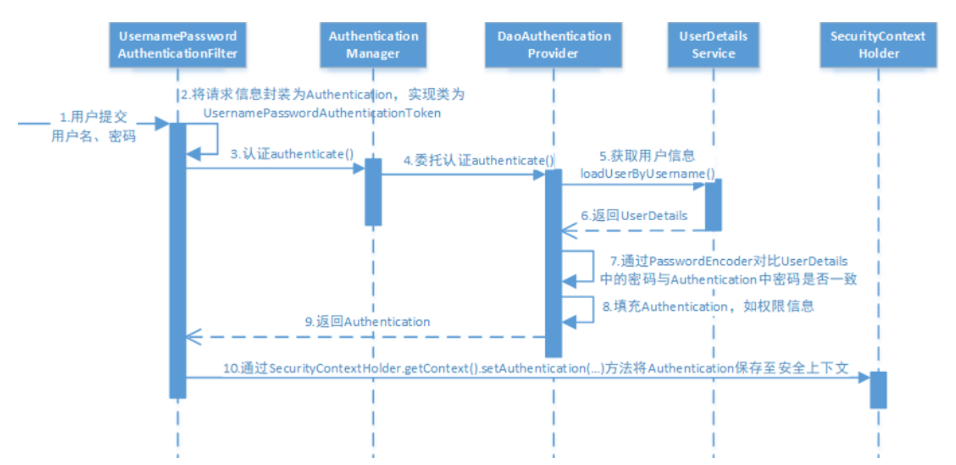 UsernamePassword
AuthenticationFilter
Authentication
Manager
DaoAuthentication
Provider
UserDetails
Service
SecurityContext
Holder
1.用户提交
用户名、密码
2.将请求信息封装为Authentication，实现类为
UsernamePasswordAuthenticationToken
3.认证authenticate()
4.委托认证authenticate()
5.获取用户信息
loadUserByUsername()
6.返回UserDetails
7.通过PasswordEncoder对比UserDetails
中的密码与Authentication中密码是否一致
8.填充Authentication，如权限信息
9.返回Authentication
10.通过SecurityContextHolder.getContext().setAuthentication(...)方法将Authentication保存至安全上下文